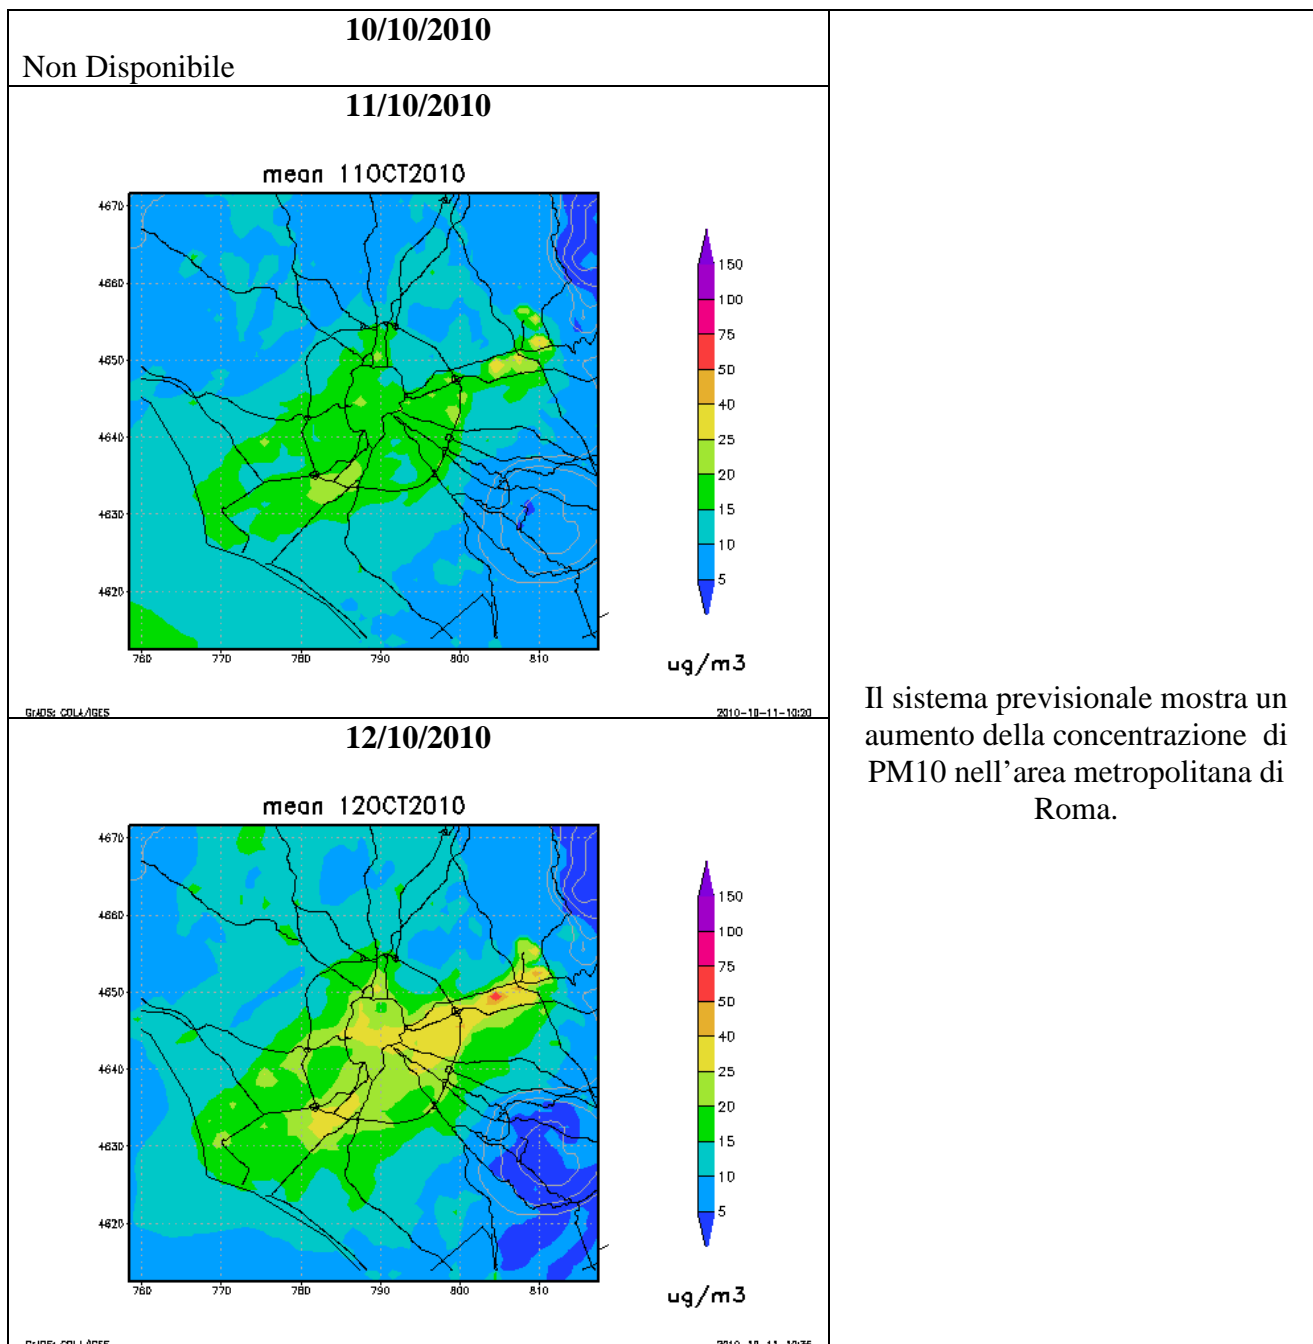 10/10/2010
Non Disponibile
11/10/2010
mean 11OCT2010
4670
4660
4650
4640
4630
4620
760 770 780 790 800 810
150
100
75
50
40
25
20
15
10
5
ug/m3
GrADS: COLA/IGES
2010-10-11-10:20
12/10/2010
mean 12OCT2010
4670
4660
4650
4640
4630
4620
760 770 780 790 800 810
150
100
75
50
40
25
20
15
10
5
ug/m3
GrADS: COLA/IGES
Il sistema previsionale mostra un
aumento della concentrazione di
PM10 nell’area metropolitana di
Roma.